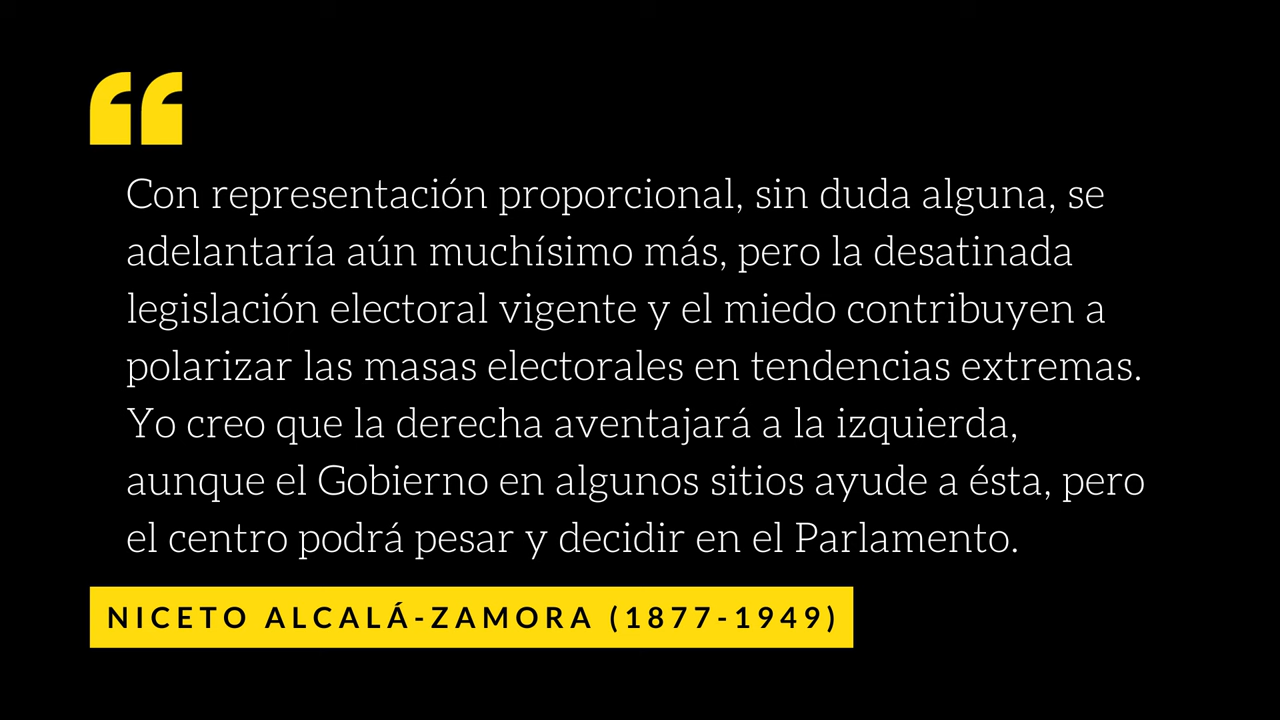 “
Con representación proporcional, sin duda alguna, se
adelantaría aún muchísimo más, pero la desatinada
legislación electoral vigente y el miedo contribuyen a
polarizar las masas electorales en tendencias extremas.
Yo creo que la derecha aventajará a la izquierda,
aunque el Gobierno en algunos sitios ayude a ésta, pero
el centro podrá pesar y decidir en el Parlamento.
NICETO ALCALÁ-ZAMORA (1877-1949)